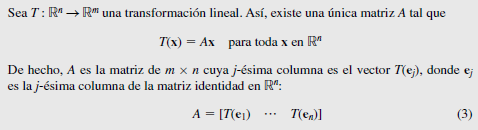 Sea T : ℝⁿ → ℝᵐ una transformación lineal. Así, existe una única matriz A tal que
T(x) = Ax para toda x en ℝⁿ
De hecho, A es la matriz de m × n cuya j-ésima columna es el vector T(eⱼ), donde eⱼ
es la j-ésima columna de la matriz identidad en ℝⁿ:
A = [T(e₁) ⋯ T(eₙ)] (3)